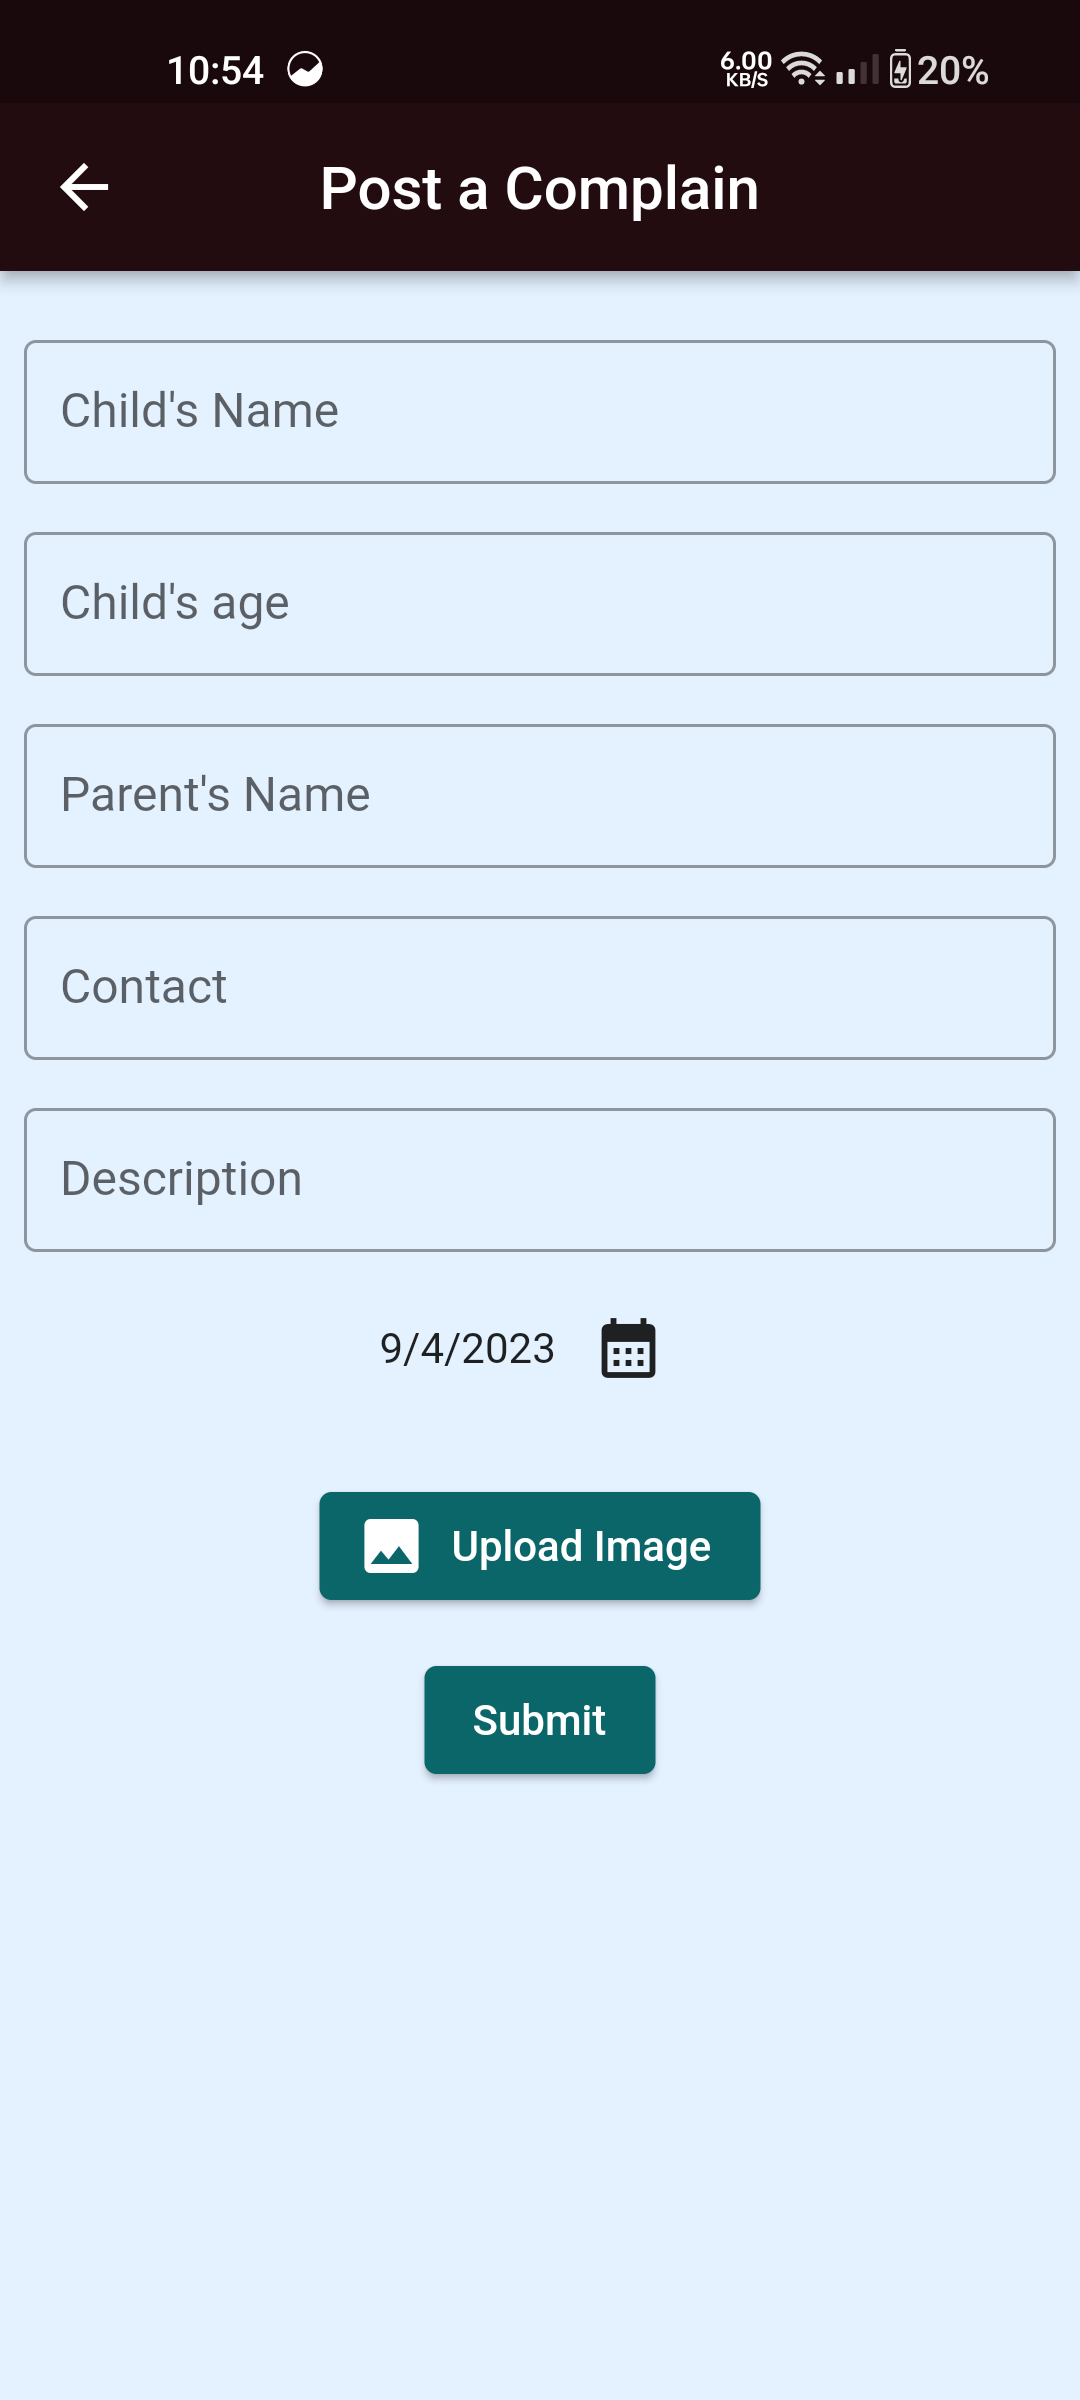 10:54
6.00
KB/S
20%
Post a Complain
Child's Name
Child's age
Parent's Name
Contact
Description
9/4/2023
Upload Image
Submit